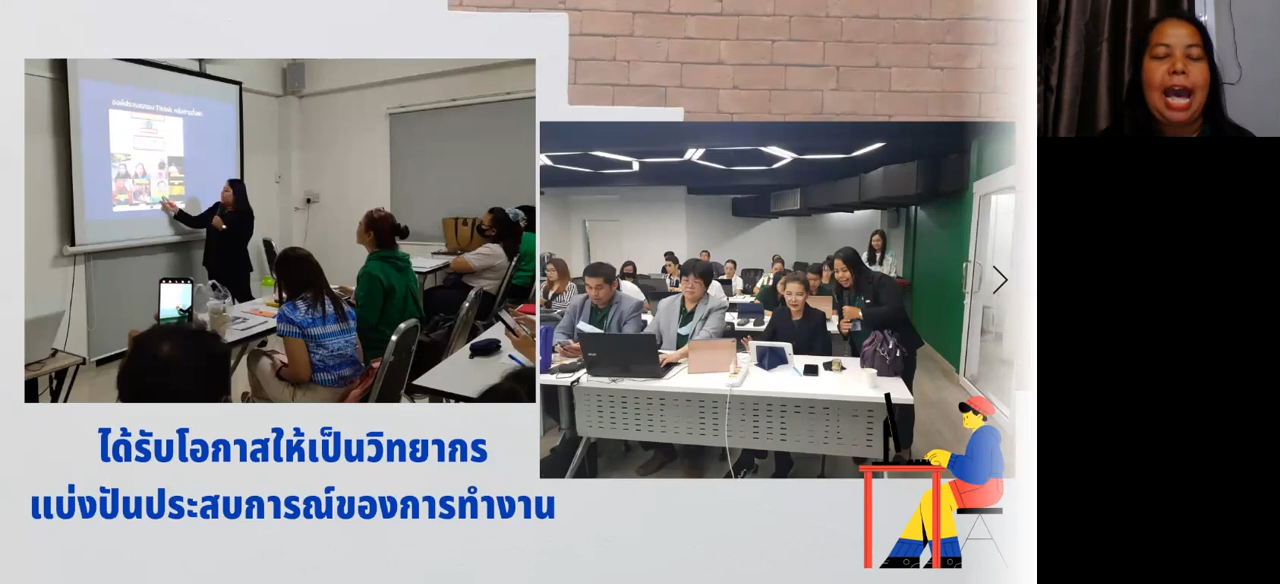 ได้รับโอกาสให้เป็นวิทยากร
แบ่งปันประสบการณ์ของการทำงาน